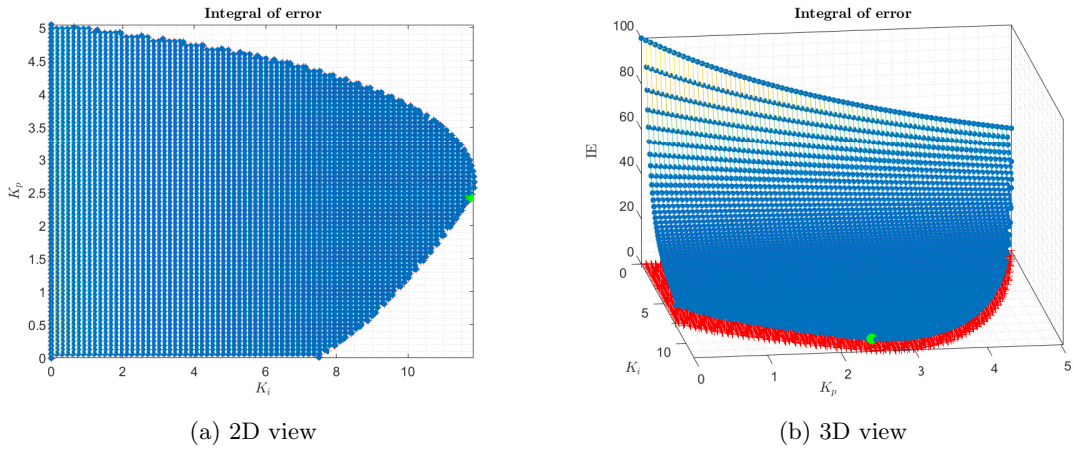 Integral of error
5
4.5
4
3.5
3
2.5
2
1.5
1
0.5
0
K_p
0 2 4 6 8 10
K_i
(a) 2D view
Integral of error
100
80
60
40
20
0
IE
0
5
10
K_i
0 1 2 3 4 5
K_p
(b) 3D view